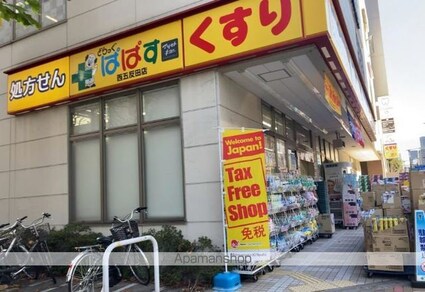 処方せん
どらっぐ
ぱぱす
西五反田店
くすり
Welcome to
Japan!
Tax
Free
Shop
免税
Apamanshop